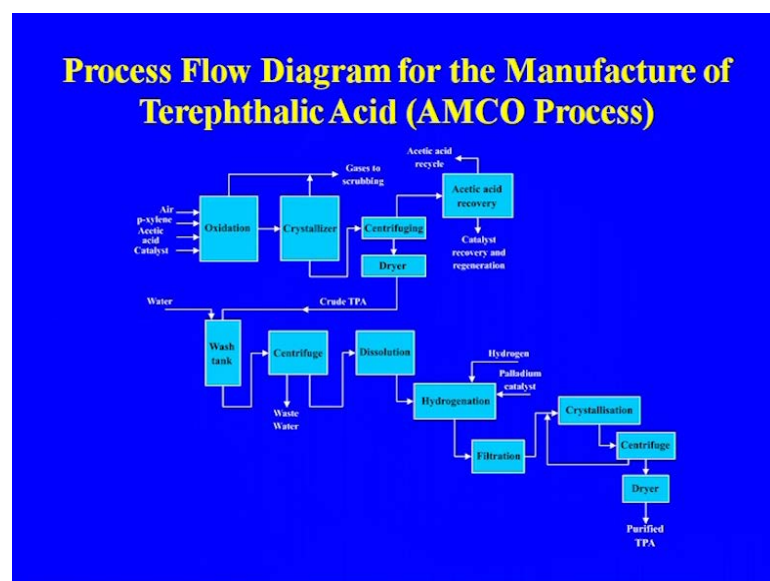 Process Flow Diagram for the Manufacture of
Terephthalic Acid (AMCO Process)
Acetic acid
recycle
Gases to
scrubbing
Acetic acid
recovery
Air
p-xylene
Acetic
acid
Catalyst
Oxidation
Crystallizer
Centrifuging
Catalyst
recovery and
regeneration
Dryer
Water
Crude TPA
Wash
tank
Centrifuge
Dissolution
Hydrogen
Palladium
catalyst
Waste
Water
Hydrogenation
Crystallisation
Filtration
Centrifuge
Dryer
Purified
TPA